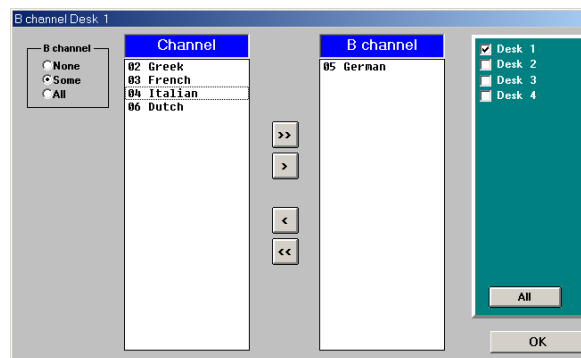 B channel Desk 1
B channel
None
Some
All
Channel
02 Greek
03 French
04 Italian
06 Dutch
>>
>
<
<<
B channel
05 German
Desk 1
Desk 2
Desk 3
Desk 4
All
OK